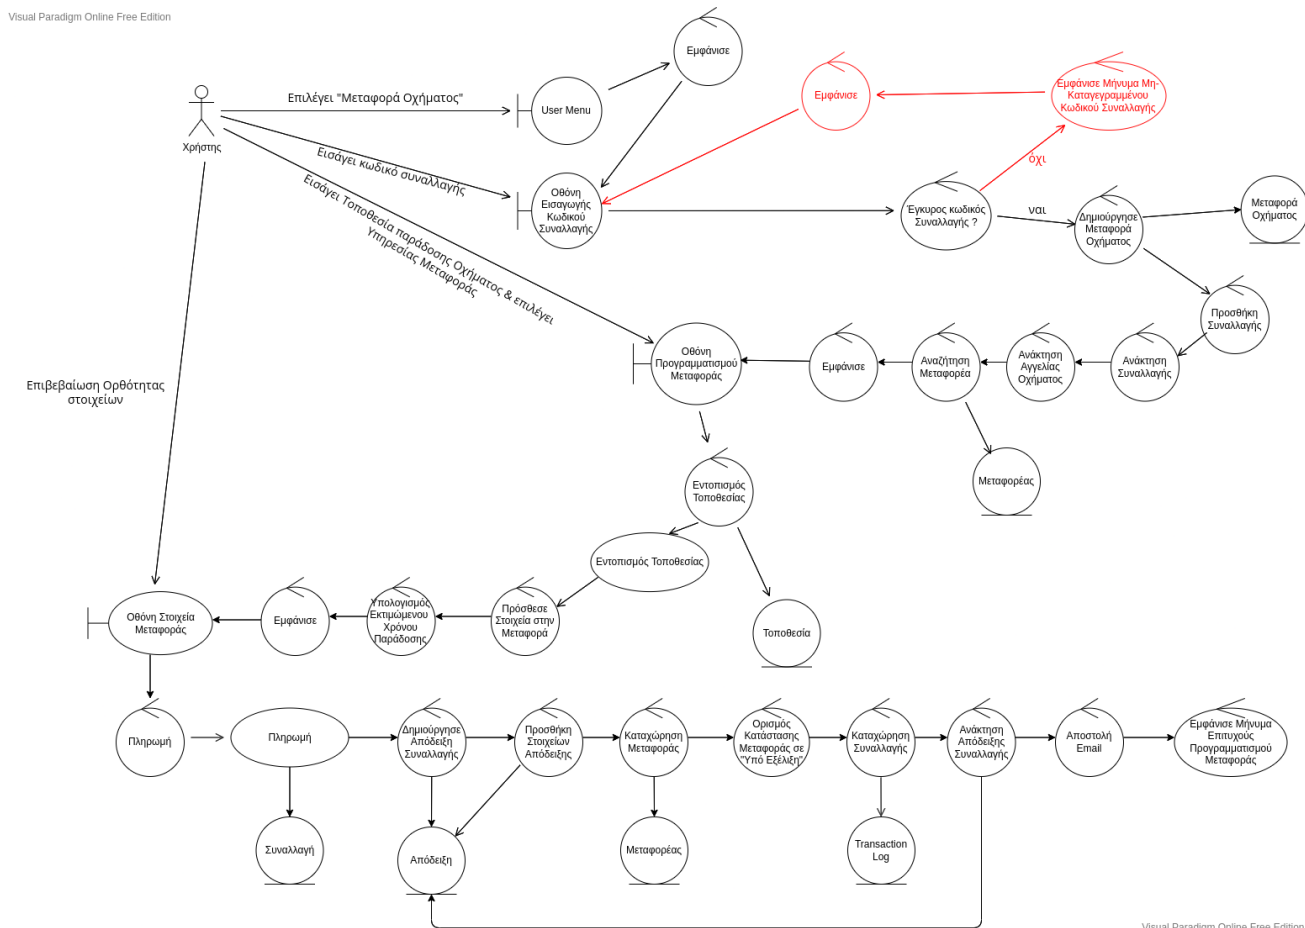 Visual Paradigm Online Free Edition
Εμφάνισε
Εμφάνισε
Εμφάνισε Μήνυμα Μη-
Καταγεγραμμένου
Κωδικού Συναλλαγής
Επιλέγει "Μεταφορά Οχήματος"
User Menu
Χρήστης
όχι
Εισάγει κωδικό συναλλαγής
Οθόνη
Εισαγωγής
Κωδικού
Συναλλαγής
Έγκυρος κωδικός
Συναλλαγής ?
ναι
Δημιούργησε
Μεταφορά
Οχήματος
Μεταφορά
Οχήματος
Εισάγει Τοποθεσία παράδοσης Οχήματος & επιλέγει
Υπηρεσίας Μεταφοράς
Προσθήκη
Συναλλαγής
Οθόνη
Προγραμματισμού
Μεταφοράς
Εμφάνισε
Αναζήτηση
Μεταφορέα
Ανάκτηση
Αγγελίας
Οχήματος
Ανάκτηση
Συναλλαγής
Επιβεβαίωση Ορθότητας
στοιχείων
Μεταφορέας
Εντοπισμός
Τοποθεσίας
Εντοπισμός Τοποθεσίας
Οθόνη Στοιχεία
Μεταφοράς
Εμφάνισε
Υπολογισμός
Εκτιμώμενου
Χρόνου
Παράδοσης
Πρόσθεσε
Στοιχεία στην
Μεταφορά
Τοποθεσία
Πληρωμή
Πληρωμή
Δημιούργησε
Απόδειξη
Συναλλαγής
Προσθήκη
Στοιχείων
Απόδειξης
Καταχώρηση
Μεταφοράς
Ορισμός
Κατάστασης
Μεταφοράς σε
"Υπό Εξέλιξη"
Καταχώρηση
Συναλλαγής
Ανάκτηση
Απόδειξης
Συναλλαγής
Αποστολή
Email
Εμφάνισε Μήνυμα
Επιτυχούς
Προγραμματισμού
Μεταφοράς
Συναλλαγή
Απόδειξη
Μεταφορέας
Transaction
Log
Visual Paradigm Online Free Edition